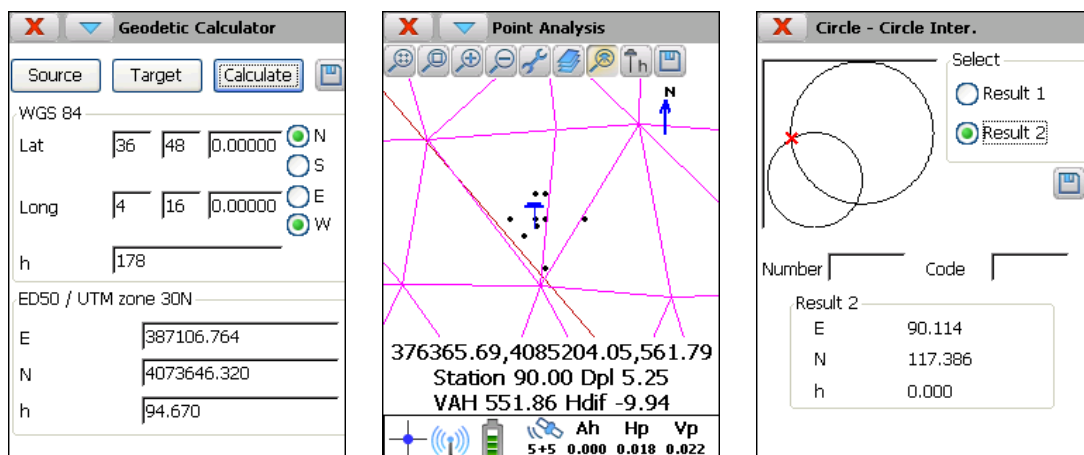 Geodetic Calculator
Source Target Calculate
WGS 84
Lat 36 48 0.00000 N
S
Long 4 16 0.00000 E
W
h 178
ED50 / UTM zone 30N
E 387106.764
N 4073646.320
h 94.670
Point Analysis
h
N
376365.69,4085204.05,561.79
Station 90.00 Dpl 5.25
VAH 551.86 Hdif -9.94
Ah Hp Vp
5+5 0.000 0.018 0.022
Circle - Circle Inter.
Select
Result 1
Result 2
Number Code
Result 2
E 90.114
N 117.386
h 0.000